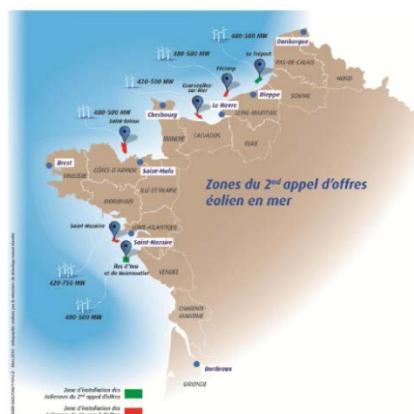 480-500 MW
Dunkerque
Le Tréport
PAS-DE-CALAIS
480-500 MW
NORD
Fécamp
420-500 MW
Dieppe
SOMME
Courseulles-
sur-Mer
Le Havre
SEINE-MARITIME
480-500 MW
Cherbourg
Saint-Brieuc
MANCHE
CALVADOS
EURE
Brest
FINISTÈRE
CÔTES-D'ARMOR
Saint-Malo
ILLE-ET-VILAINE
MORBIHAN
Zones du 2nd appel d'offres
éolien en mer
Saint-Nazaire
LOIRE-ATLANTIQUE
Saint-Nazaire
Îles d'Yeu
et de Noirmoutier
VENDÉE
420-750 MW
480-500 MW
CHARENTE-
MARITIME
Bordeaux
GIRONDE
Zone d'installation des
éoliennes du 2nd appel d'offres
Zone d'installation des